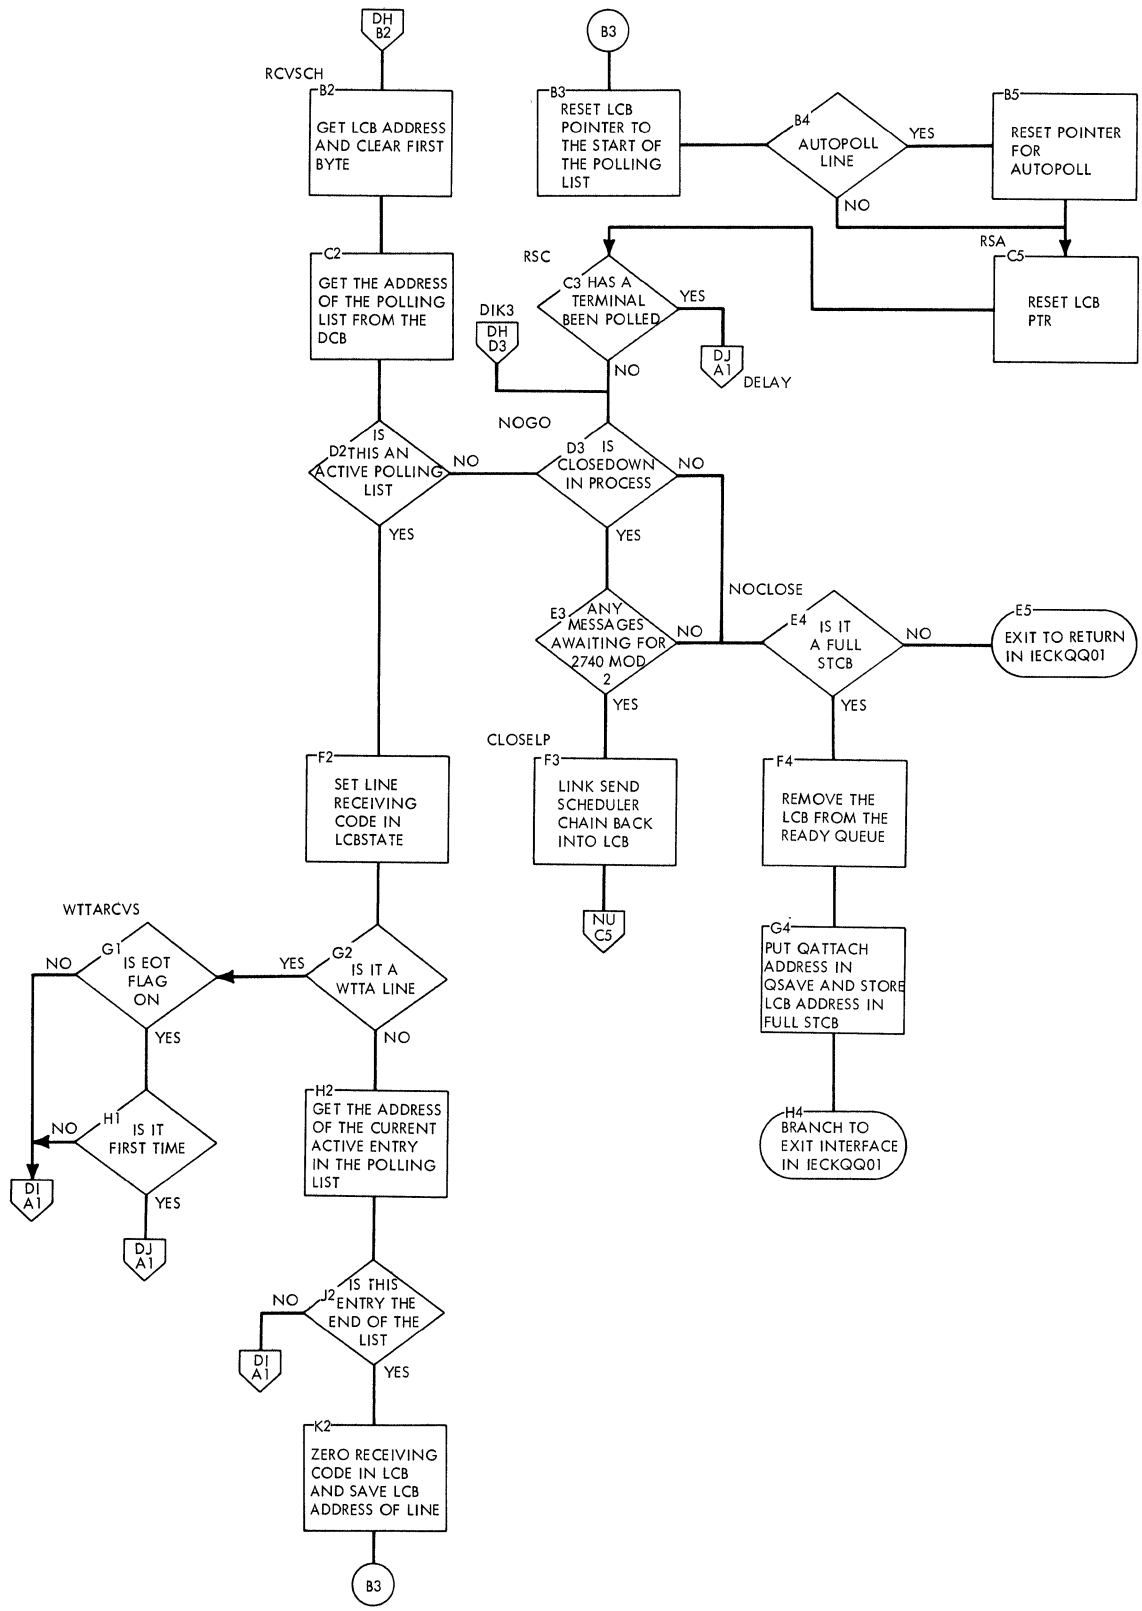 DH
B2
RCVSCH
B2
GET LCB ADDRESS
AND CLEAR FIRST
BYTE
C2
GET THE ADDRESS
OF THE POLLING
LIST FROM THE
DCB
IS
D2 THIS AN
ACTIVE POLLING
LIST
NO
YES
F2
SET LINE
RECEIVING
CODE IN
LCBSTATE
G2
IS IT A
WTTA LINE
YES
NO
WTTARCVS
G1
IS EOT
FLAG
ON
NO
YES
H1
IS IT
FIRST TIME
NO
YES
DI
A1
DJ
A1
H2
GET THE ADDRESS
OF THE CURRENT
ACTIVE ENTRY
IN THE POLLING
LIST
IS THIS
J2 ENTRY THE
END OF THE
LIST
NO
YES
DI
A1
K2
ZERO RECEIVING
CODE IN LCB
AND SAVE LCB
ADDRESS OF LINE
B3
B3
B3
RESET LCB
POINTER TO
THE START OF
THE POLLING
LIST
B4
AUTOPOLL
LINE
YES
NO
B5
RESET POINTER
FOR
AUTOPOLL
RSA
C5
RESET LCB
PTR
RSC
C3 HAS A
TERMINAL
BEEN POLLED
YES
NO
DJ
A1
DELAY
DIK3
DH
D3
NOGO
D3 IS
CLOSEDOWN
IN PROCESS
NO
YES
E3 ANY
MESSAGES
AWAITING FOR
2740 MOD
2
NO
YES
CLOSELP
F3
LINK SEND
SCHEDULER
CHAIN BACK
INTO LCB
NU
C5
NOCLOSE
E4
IS IT
A FULL
STCB
NO
YES
E5
EXIT TO RETURN
IN IECKQQ01
F4
REMOVE THE
LCB FROM THE
READY QUEUE
G4
PUT QATTACH
ADDRESS IN
QSAVE AND STORE
LCB ADDRESS IN
FULL STCB
H4
BRANCH TO
EXIT INTERFACE
IN IECKQQ01